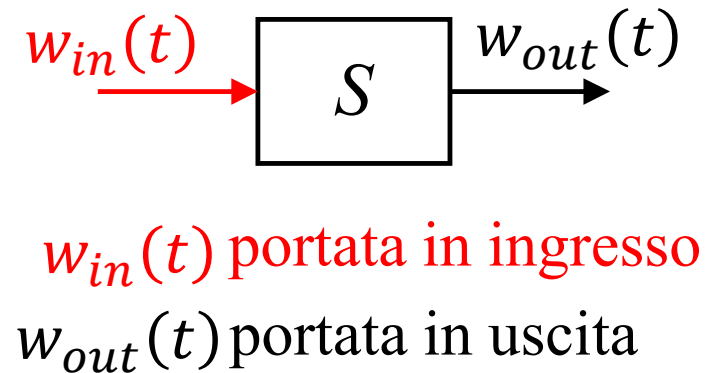 w_in(t)
w_out(t)
S
w_in(t) portata in ingresso
w_out(t) portata in uscita